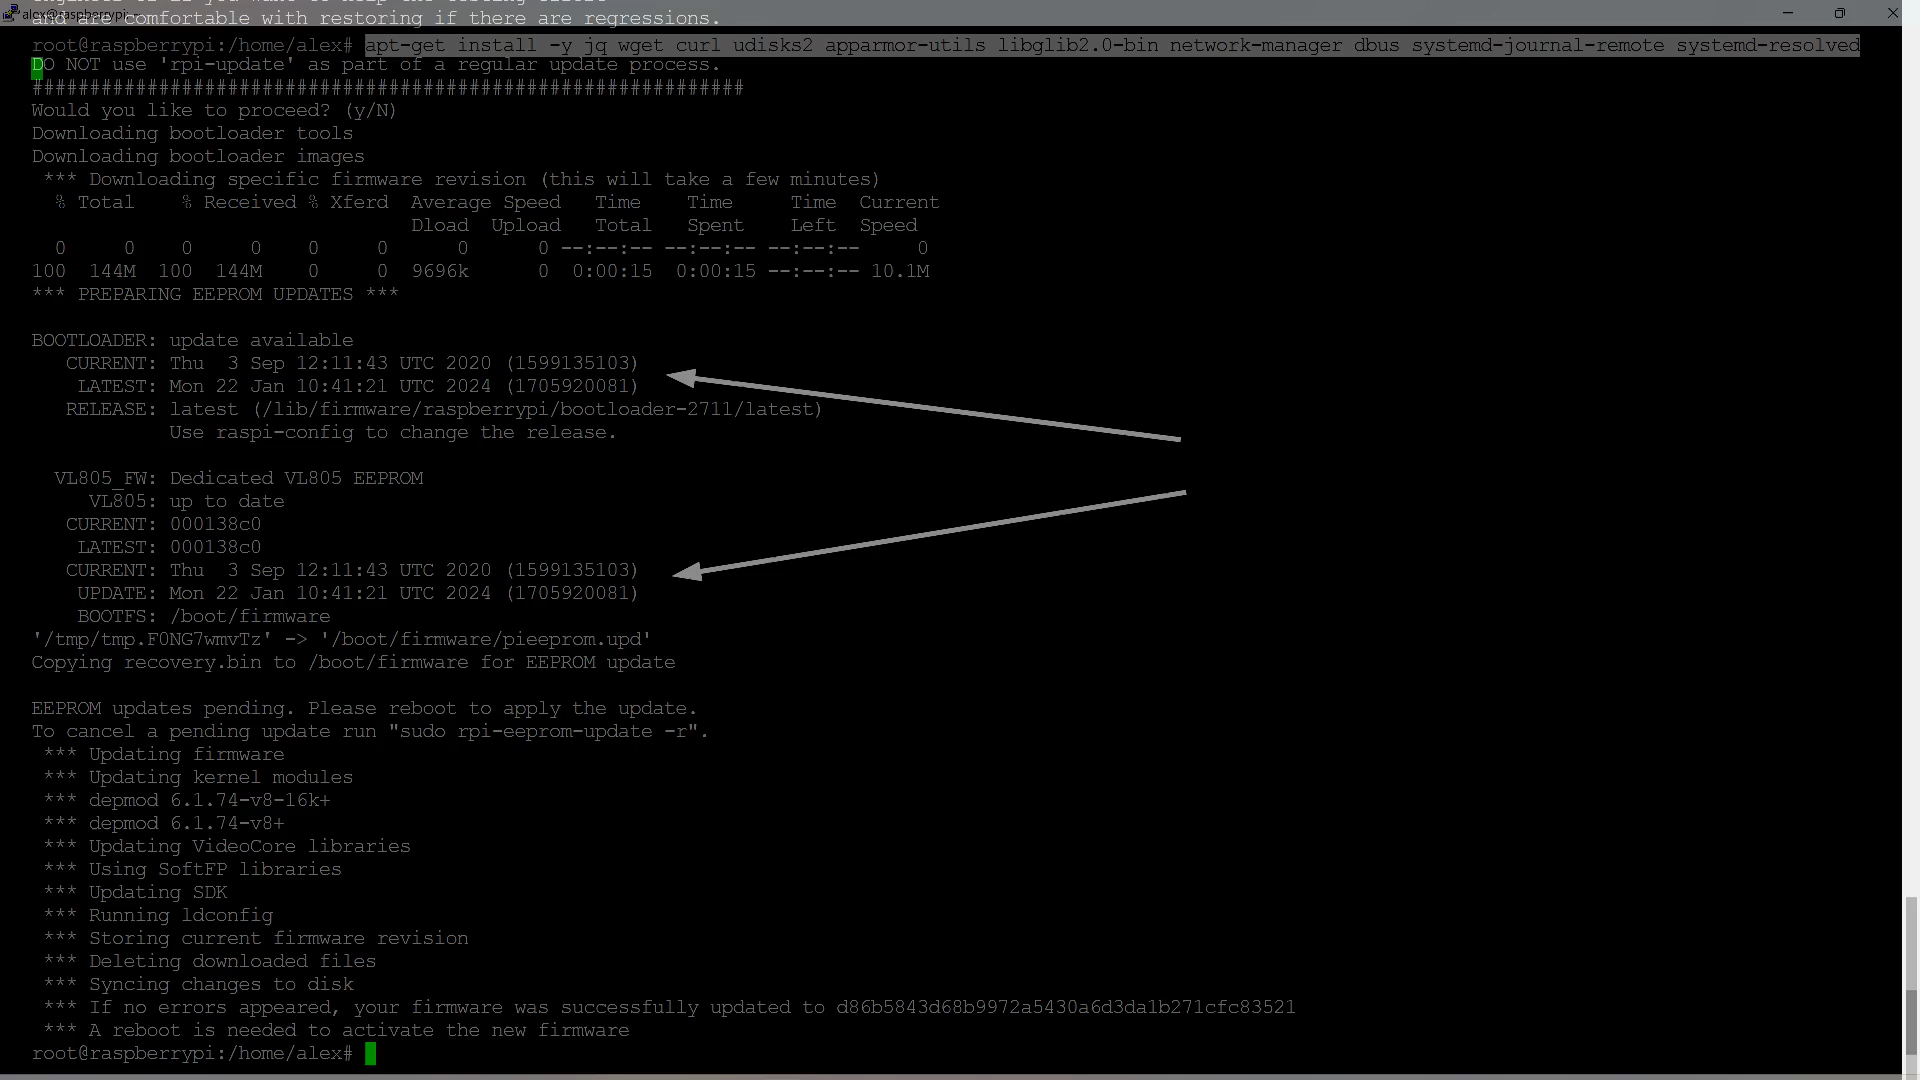 and are comfortable with restoring if there are regressions.
alex@raspberrypi: ~
root@raspberrypi:/home/alex# apt-get install -y jq wget curl udisks2 apparmor-utils libglib2.0-bin network-manager dbus systemd-journal-remote systemd-resolved
DO NOT use 'rpi-update' as part of a regular update process.
##############################################################
Would you like to proceed? (y/N)
Downloading bootloader tools
Downloading bootloader images
 *** Downloading specific firmware revision (this will take a few minutes)
  % Total    % Received % Xferd  Average Speed   Time    Time     Time  Current
                                 Dload  Upload   Total   Spent    Left  Speed
  0     0    0     0    0     0      0      0 --:--:-- --:--:-- --:--:--     0
100  144M  100  144M    0     0  9696k      0  0:00:15  0:00:15 --:--:-- 10.1M
*** PREPARING EEPROM UPDATES ***
BOOTLOADER: update available
   CURRENT: Thu  3 Sep 12:11:43 UTC 2020 (1599135103)
    LATEST: Mon 22 Jan 10:41:21 UTC 2024 (1705920081)
   RELEASE: latest (/lib/firmware/raspberrypi/bootloader-2711/latest)
            Use raspi-config to change the release.
  VL805_FW: Dedicated VL805 EEPROM
     VL805: up to date
   CURRENT: 000138c0
    LATEST: 000138c0
   CURRENT: Thu  3 Sep 12:11:43 UTC 2020 (1599135103)
    UPDATE: Mon 22 Jan 10:41:21 UTC 2024 (1705920081)
    BOOTFS: /boot/firmware
'/tmp/tmp.F0NG7wmvTz' -> '/boot/firmware/pieeprom.upd'
Copying recovery.bin to /boot/firmware for EEPROM update
EEPROM updates pending. Please reboot to apply the update.
To cancel a pending update run "sudo rpi-eeprom-update -r".
 *** Updating firmware
 *** Updating kernel modules
 *** depmod 6.1.74-v8-16k+
 *** depmod 6.1.74-v8+
 *** Updating VideoCore libraries
 *** Using SoftFP libraries
 *** Updating SDK
 *** Running ldconfig
 *** Storing current firmware revision
 *** Deleting downloaded files
 *** Syncing changes to disk
 *** If no errors appeared, your firmware was successfully updated to d86b5843d68b9972a5430a6d3da1b271cfc83521
 *** A reboot is needed to activate the new firmware
root@raspberrypi:/home/alex#